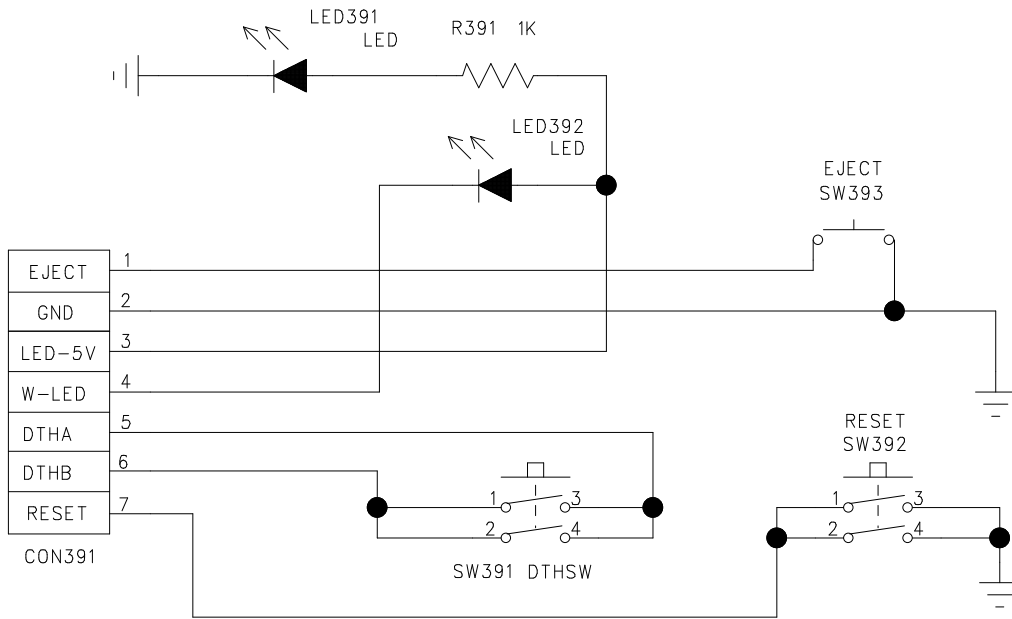 LED391
LED
R391 1K
LED392
LED
EJECT
SW393
EJECT 1
GND 2
LED-5V 3
W-LED 4
DTHA 5
DTHB 6
RESET 7
CON391
1 3
2 4
SW391 DTHSW
RESET
SW392
1 3
2 4